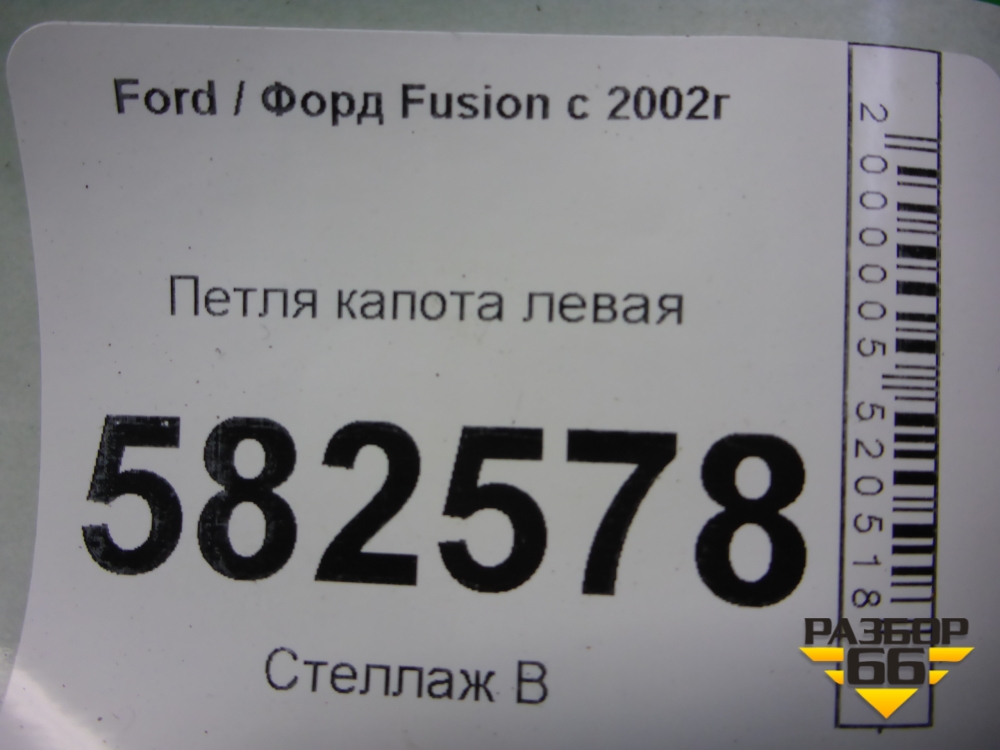 Ford / Форд Fusion с 2002г
Петля капота левая
582578
Стеллаж В
2000005520518
РАЗБОР
66